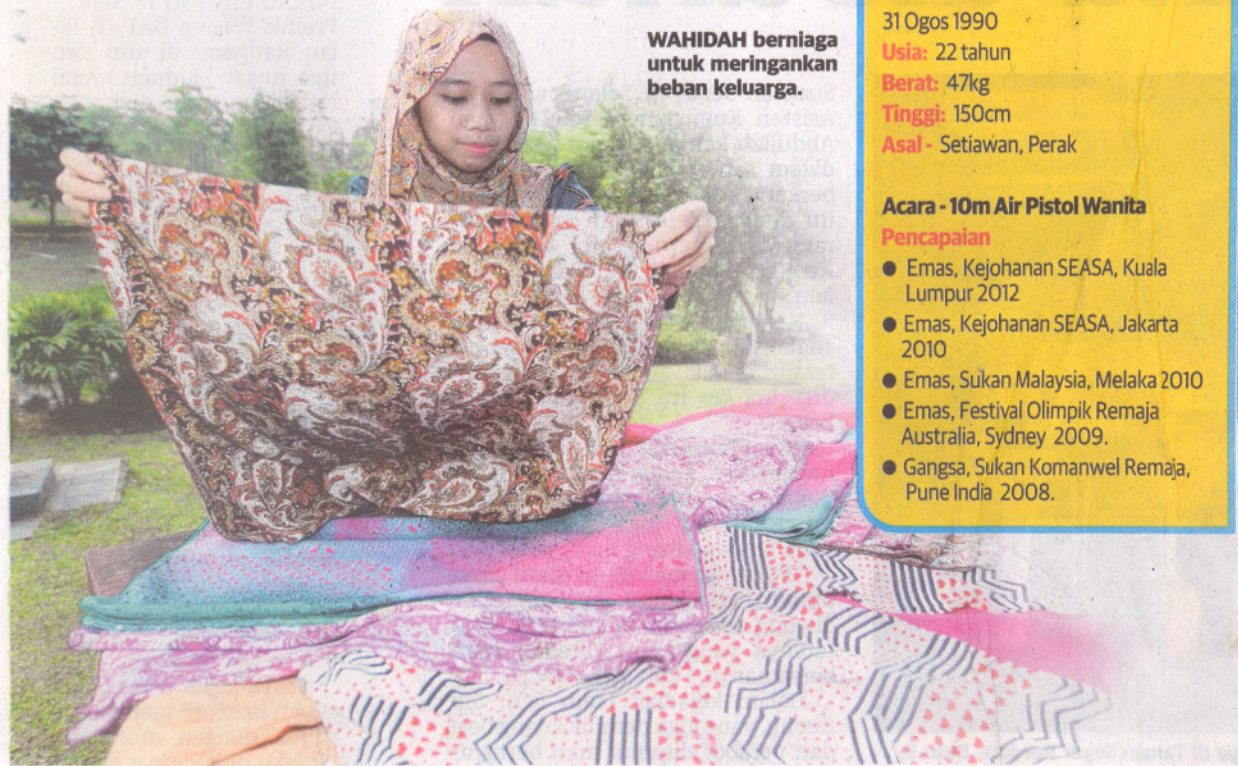 WAHIDAH berniaga
untuk meringankan
beban keluarga.
31 Ogos 1990
Usia: 22 tahun
Berat: 47kg
Tinggi: 150cm
Asal - Setiawan, Perak
Acara - 10m Air Pistol Wanita
Pencapaian
● Emas, Kejohanan SEASA, Kuala
Lumpur 2012
● Emas, Kejohanan SEASA, Jakarta
2010
● Emas, Sukan Malaysia, Melaka 2010
● Emas, Festival Olimpik Remaja
Australia, Sydney 2009.
● Gangsa, Sukan Komanwel Remaja,
Pune India 2008.